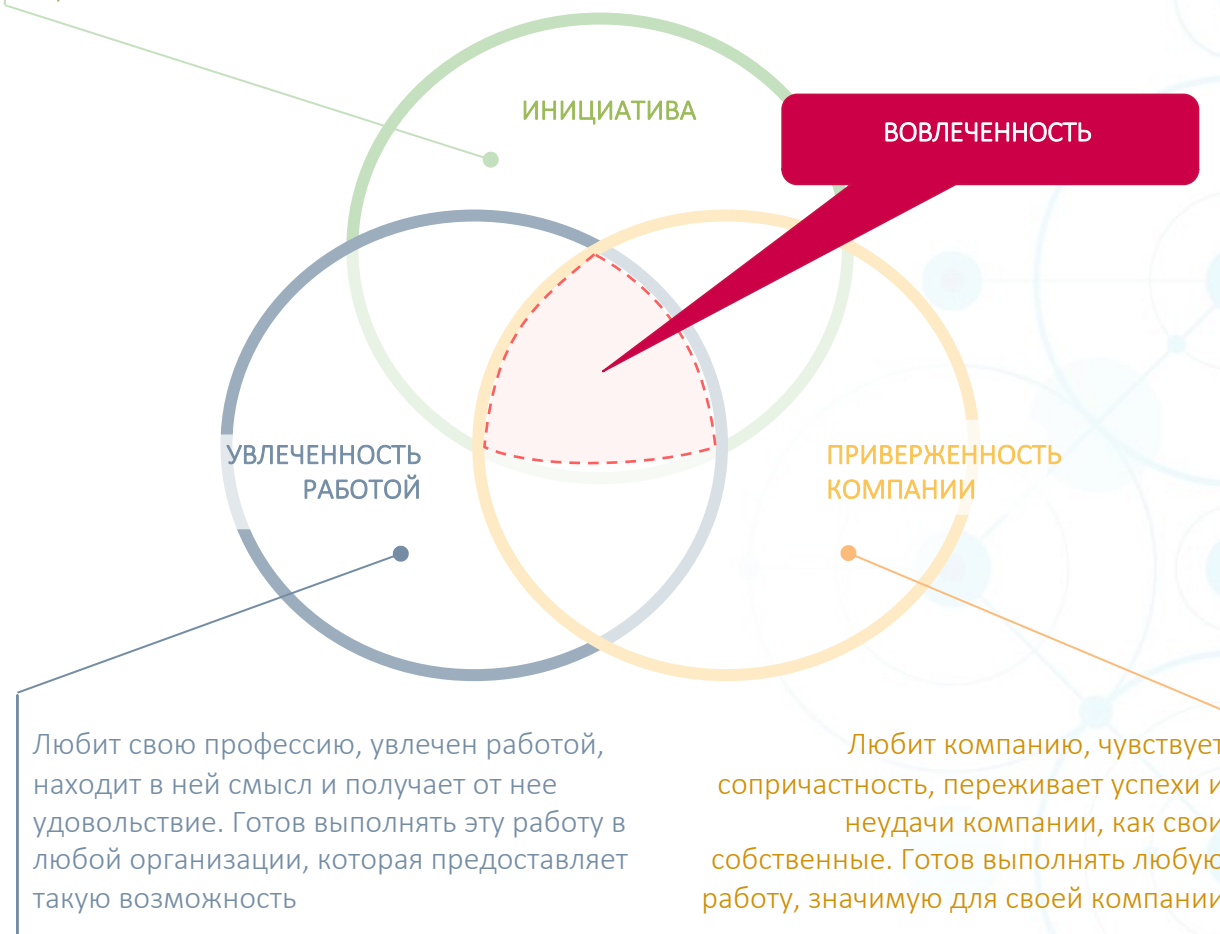 ИНИЦИАТИВА
ВОВЛЕЧЕННОСТЬ
УВЛЕЧЕННОСТЬ
РАБОТОЙ
ПРИВЕРЖЕННОСТЬ
КОМПАНИИ
Любит свою профессию, увлечен работой,
находит в ней смысл и получает от нее
удовольствие. Готов выполнять эту работу в
любой организации, которая предоставляет
такую возможность
Любит компанию, чувствует
сопричастность, переживает успехи и
неудачи компании, как свои
собственные. Готов выполнять любую
работу, значимую для своей компании